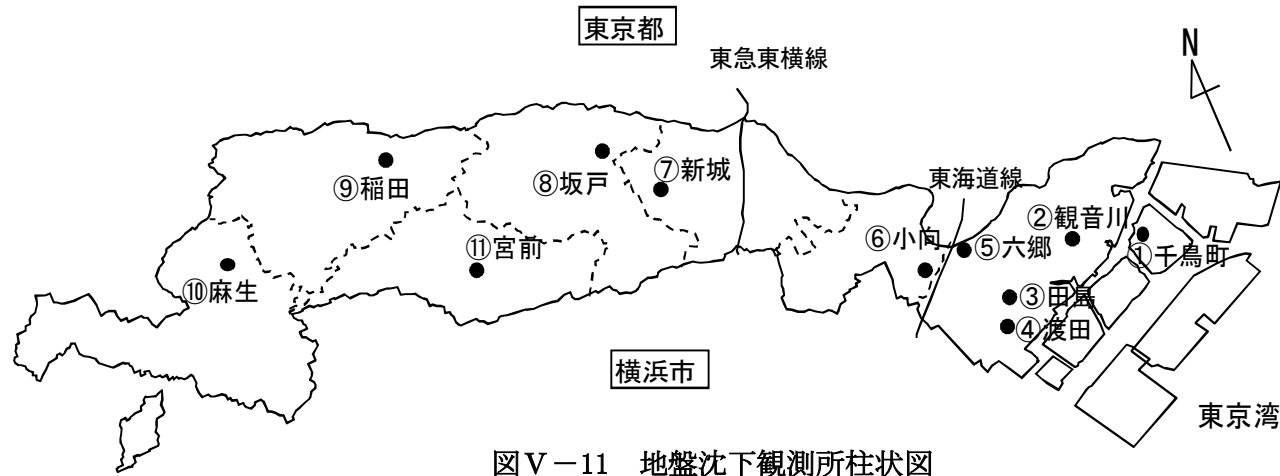 東京都
東急東横線
N
⑦新城
⑧坂戸
⑨稲田
東海道線
②観音川
⑥小向
⑤六郷
①千鳥町
⑪宮前
⑩麻生
③田島
④渡田
横浜市
東京湾
図Ⅴ－11 地盤沈下観測所柱状図